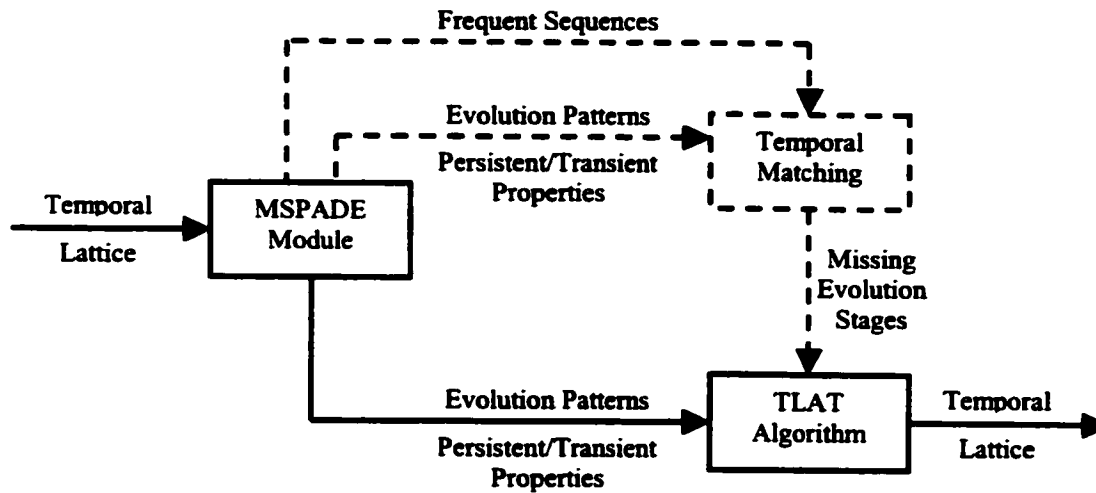 Frequent Sequences
Evolution Patterns
Persistent/Transient
Properties
Temporal
Matching
Temporal
Lattice
MSPADE
Module
Missing
Evolution
Stages
Evolution Patterns
Persistent/Transient
Properties
TLAT
Algorithm
Temporal
Lattice